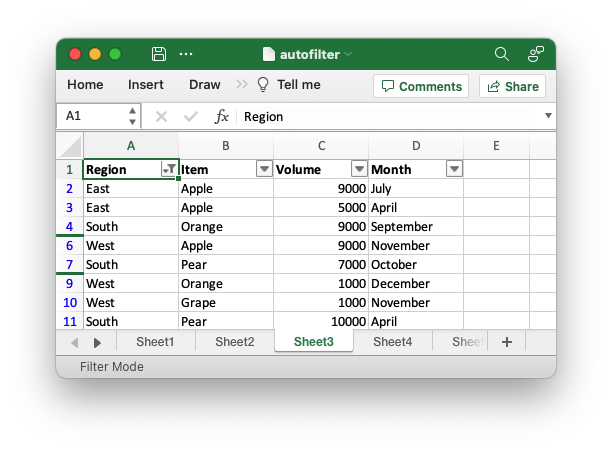 autofilter
Home Insert Draw Tell me Comments Share
A1 fx Region
A B C D E
1 Region Item Volume Month
2 East Apple 9000 July
3 East Apple 5000 April
4 South Orange 9000 September
6 West Apple 9000 November
7 South Pear 7000 October
9 West Orange 1000 December
10 West Grape 1000 November
11 South Pear 10000 April
Sheet1 Sheet2 Sheet3 Sheet4 Shee
Filter Mode